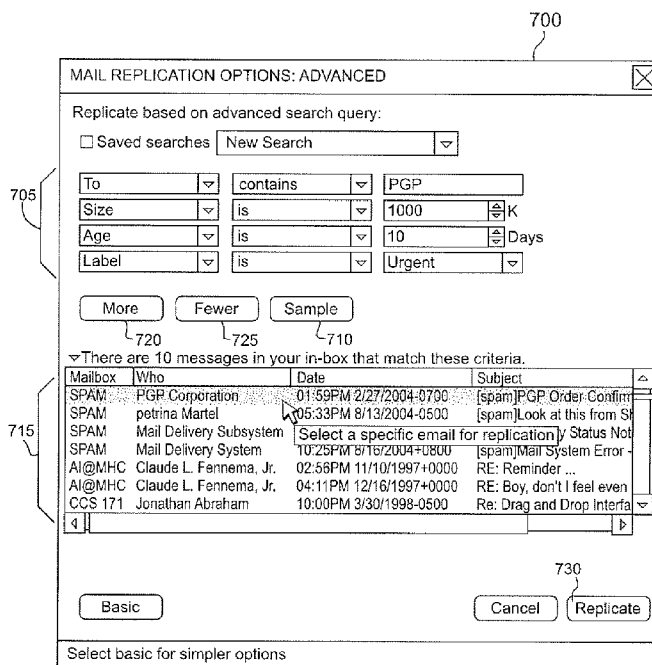 700
MAIL REPLICATION OPTIONS: ADVANCED
Replicate based on advanced search query:
Saved searches New Search
705
To contains PGP
Size is 1000 K
Age is 10 Days
Label is Urgent
More Fewer Sample
720 725 710
There are 10 messages in your in-box that match these criteria.
Mailbox Who Date Subject
715
SPAM PGP Corporation 01:59PM 2/27/2004-0700 [spam]PGP Order Confirm
SPAM petrina Martel 05:33PM 8/13/2004-0500 [spam]Look at this from Sh
SPAM Mail Delivery Subsystem Select a specific email for replication y Status Not
SPAM Mail Delivery System 10:25PM 8/16/2004+0800 [spam]Mail System Error -
AI@MHC Claude L. Fennema, Jr. 02:56PM 11/10/1997+0000 RE: Reminder ...
AI@MHC Claude L. Fennema, Jr. 04:11PM 12/16/1997+0000 RE: Boy, don't I feel even
CCS 171 Jonathan Abraham 10:00PM 3/30/1998-0500 Re: Drag and Drop Interfa
730
Basic Cancel Replicate
Select basic for simpler options